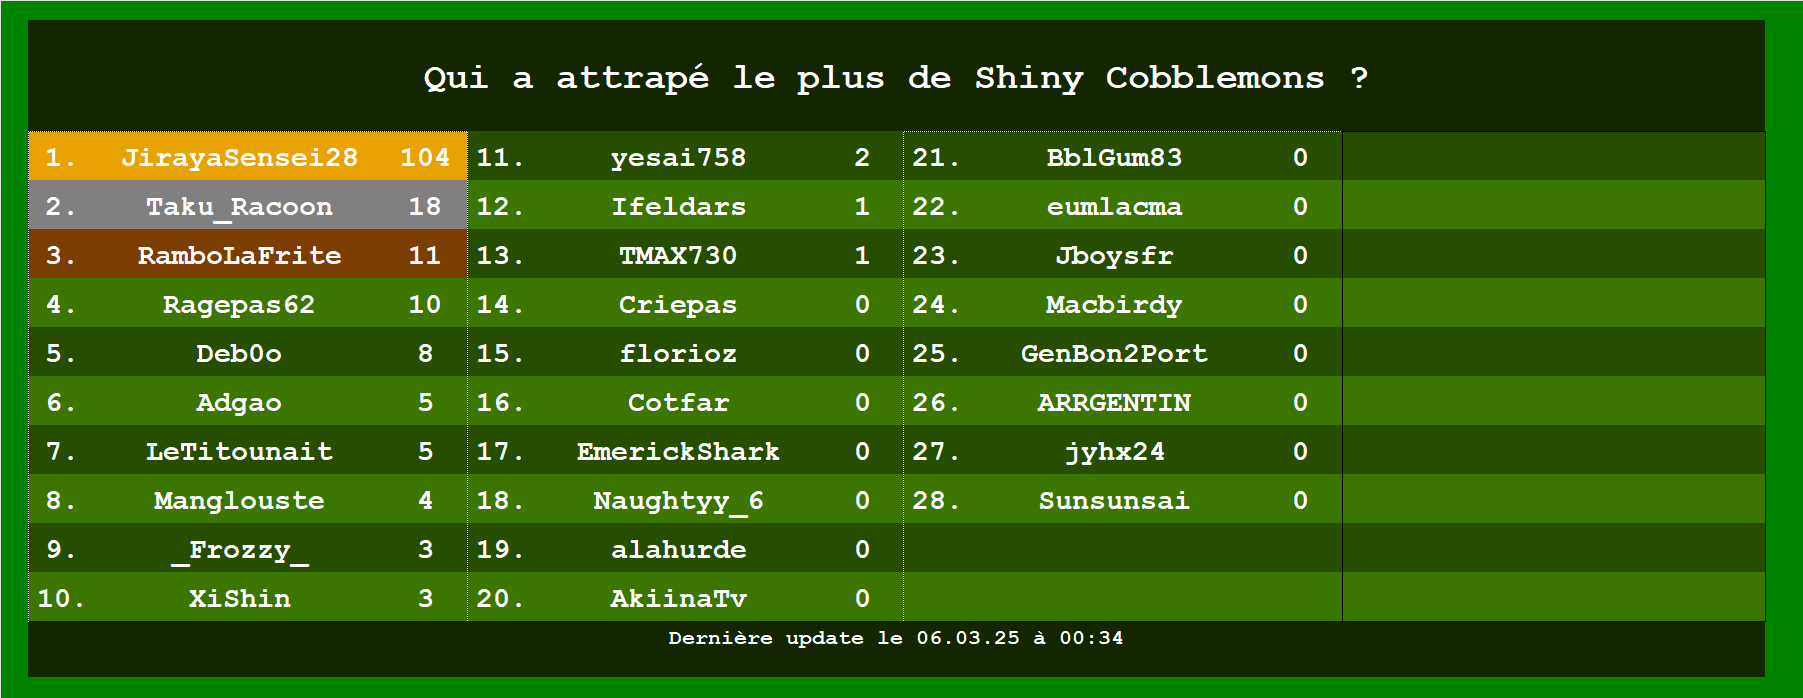 Qui a attrapé le plus de Shiny Cobblemons ?
1. JirayaSensei28 104
2. Taku_Racoon 18
3. RamboLaFrite 11
4. Ragepas62 10
5. Deb0o 8
6. Adgao 5
7. LeTitounait 5
8. Manglouste 4
9. _Frozzy_ 3
10. XiShin 3
11. yesai758 2
12. Ifeldars 1
13. TMAX730 1
14. Criepas 0
15. florioz 0
16. Cotfar 0
17. EmerickShark 0
18. Naughtyy_6 0
19. alahurde 0
20. AkiinaTv 0
21. BblGum83 0
22. eumlacma 0
23. Jboysfr 0
24. Macbirdy 0
25. GenBon2Port 0
26. ARRGENTIN 0
27. jyhx24 0
28. Sunsunsai 0
Dernière update le 06.03.25 à 00:34